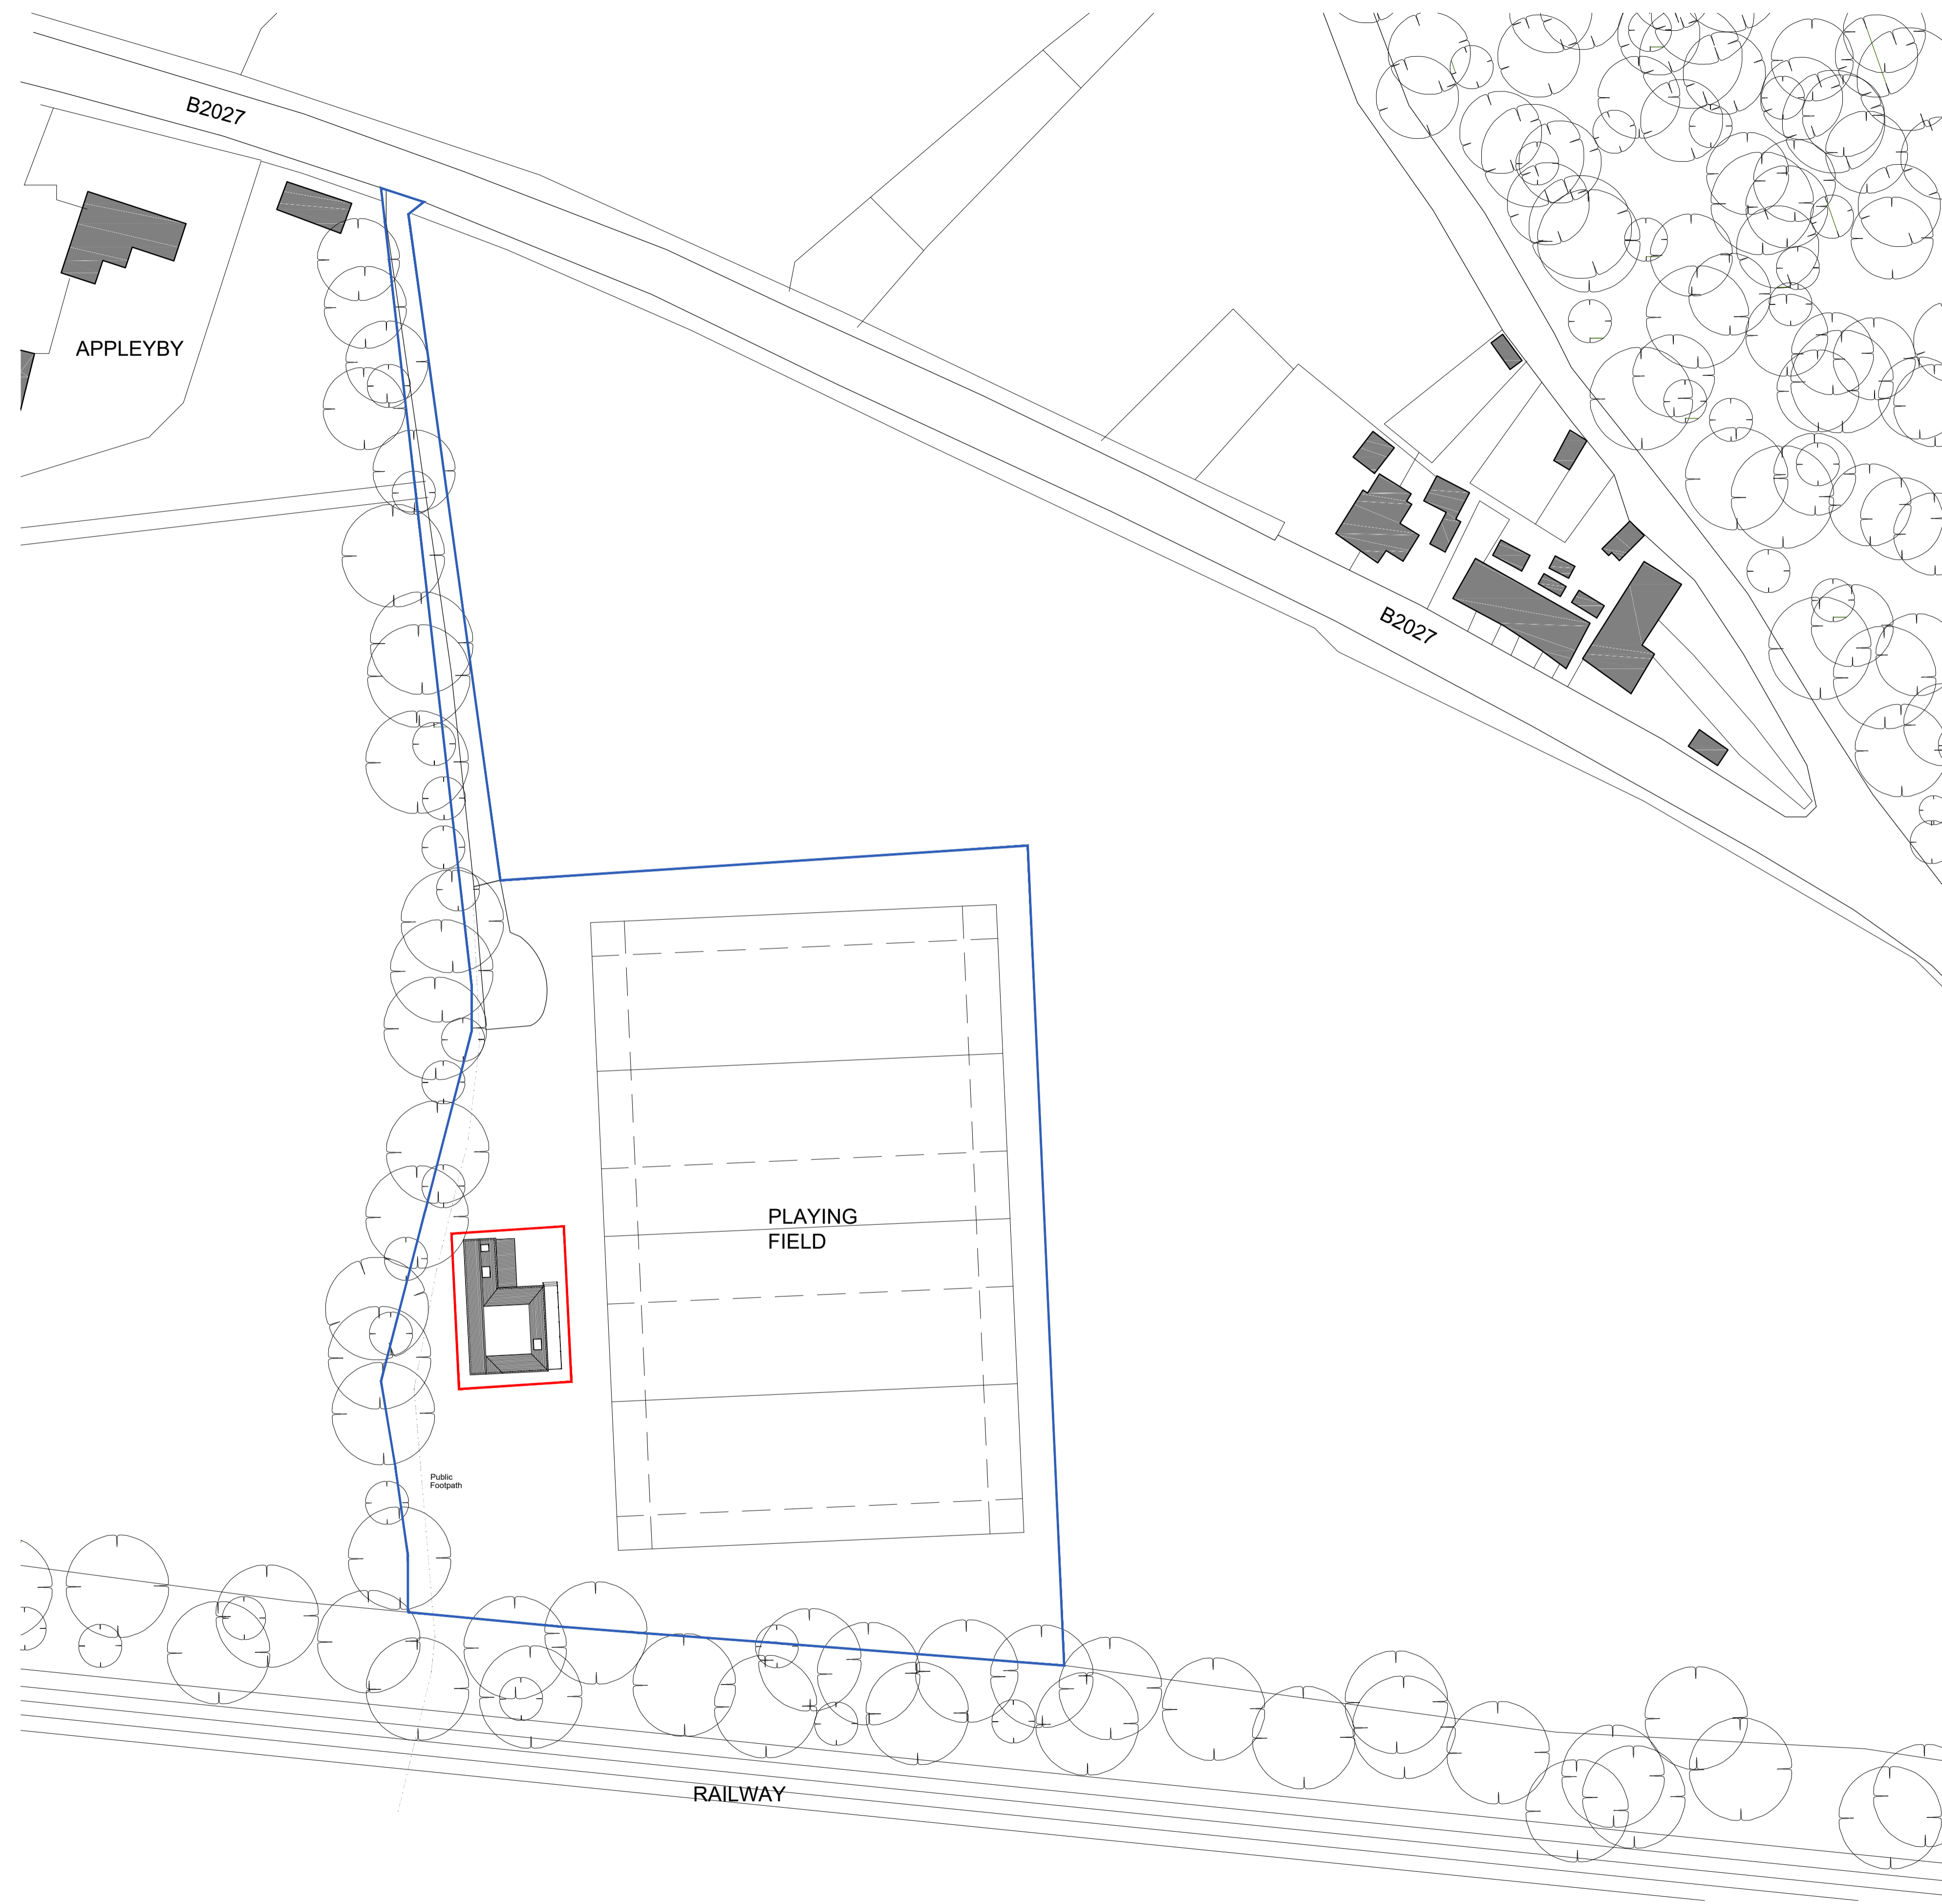 B2027
APPLEYBY
B2027
PLAYING
FIELD
Public
Footpath
RAILWAY